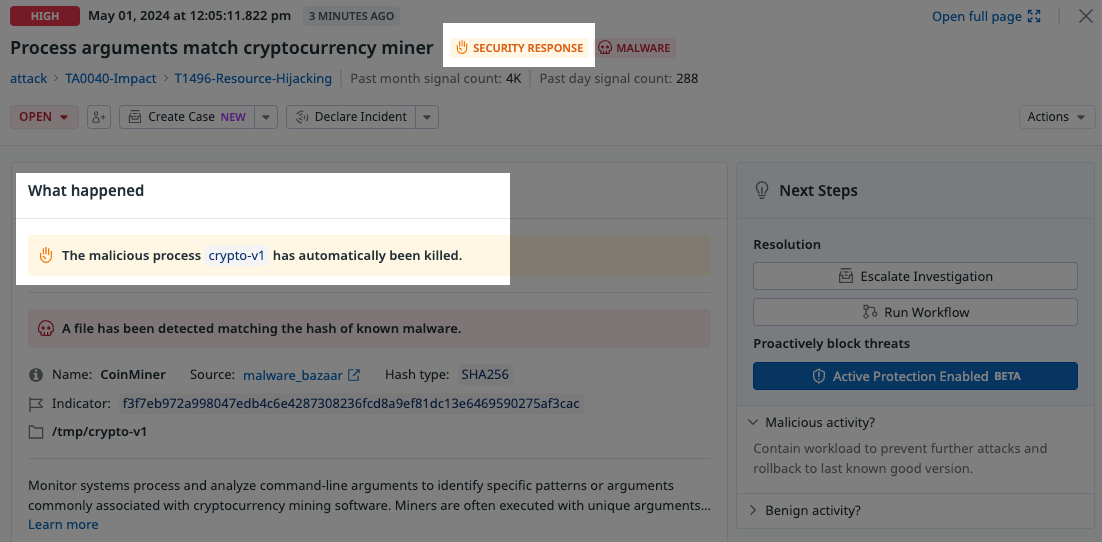 HIGH May 01, 2024 at 12:05:11.822 pm 3 MINUTES AGO Open full page
Process arguments match cryptocurrency miner SECURITY RESPONSE MALWARE
attack > TA0040-Impact > T1496-Resource-Hijacking | Past month signal count: 4K | Past day signal count: 288
OPEN Create Case NEW Declare Incident Actions
What happened
The malicious process crypto-v1 has automatically been killed.
A file has been detected matching the hash of known malware.
Name: CoinMiner Source: malware_bazaar Hash type: SHA256
Indicator: f3f7eb972a998047edb4c6e4287308236fcd8a9ef81dc13e6469590275af3cac
/tmp/crypto-v1
Monitor systems process and analyze command-line arguments to identify specific patterns or arguments
commonly associated with cryptocurrency mining software. Miners are often executed with unique arguments...
Learn more
Next Steps
Resolution
Escalate Investigation
Run Workflow
Proactively block threats
Active Protection Enabled BETA
Malicious activity?
Contain workload to prevent further attacks and
rollback to last known good version.
Benign activity?